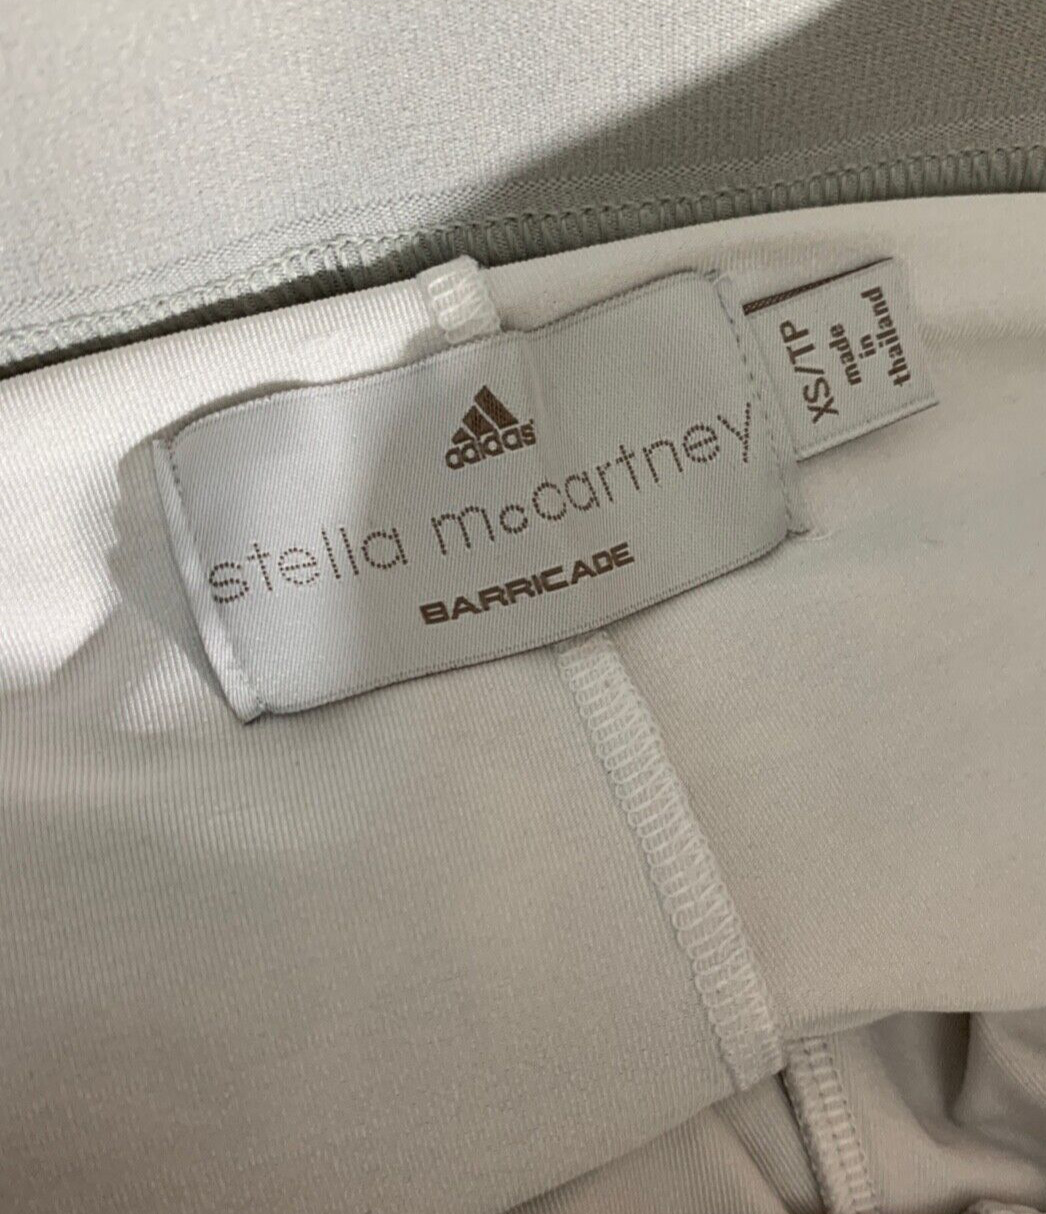 adidas
stella mccartney
BARRICADE
XS/TP
made
in
thailand